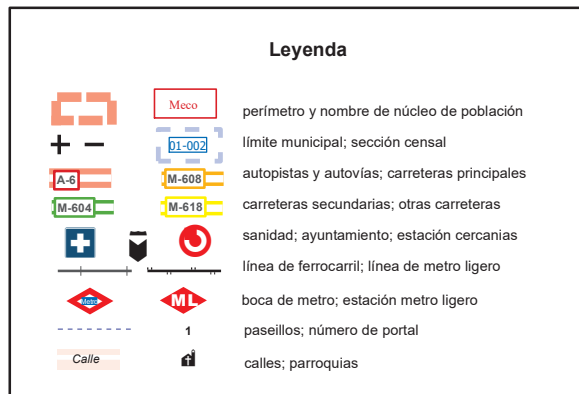 Leyenda
Meco perímetro y nombre de núcleo de población
01-002 límite municipal; sección censal
A-6 M-608 autopistas y autovías; carreteras principales
M-604 M-618 carreteras secundarias; otras carreteras
sanidad; ayuntamiento; estación cercanias
línea de ferrocarril; línea de metro ligero
Metro ML boca de metro; estación metro ligero
1 paseillos; número de portal
Calle calles; parroquias